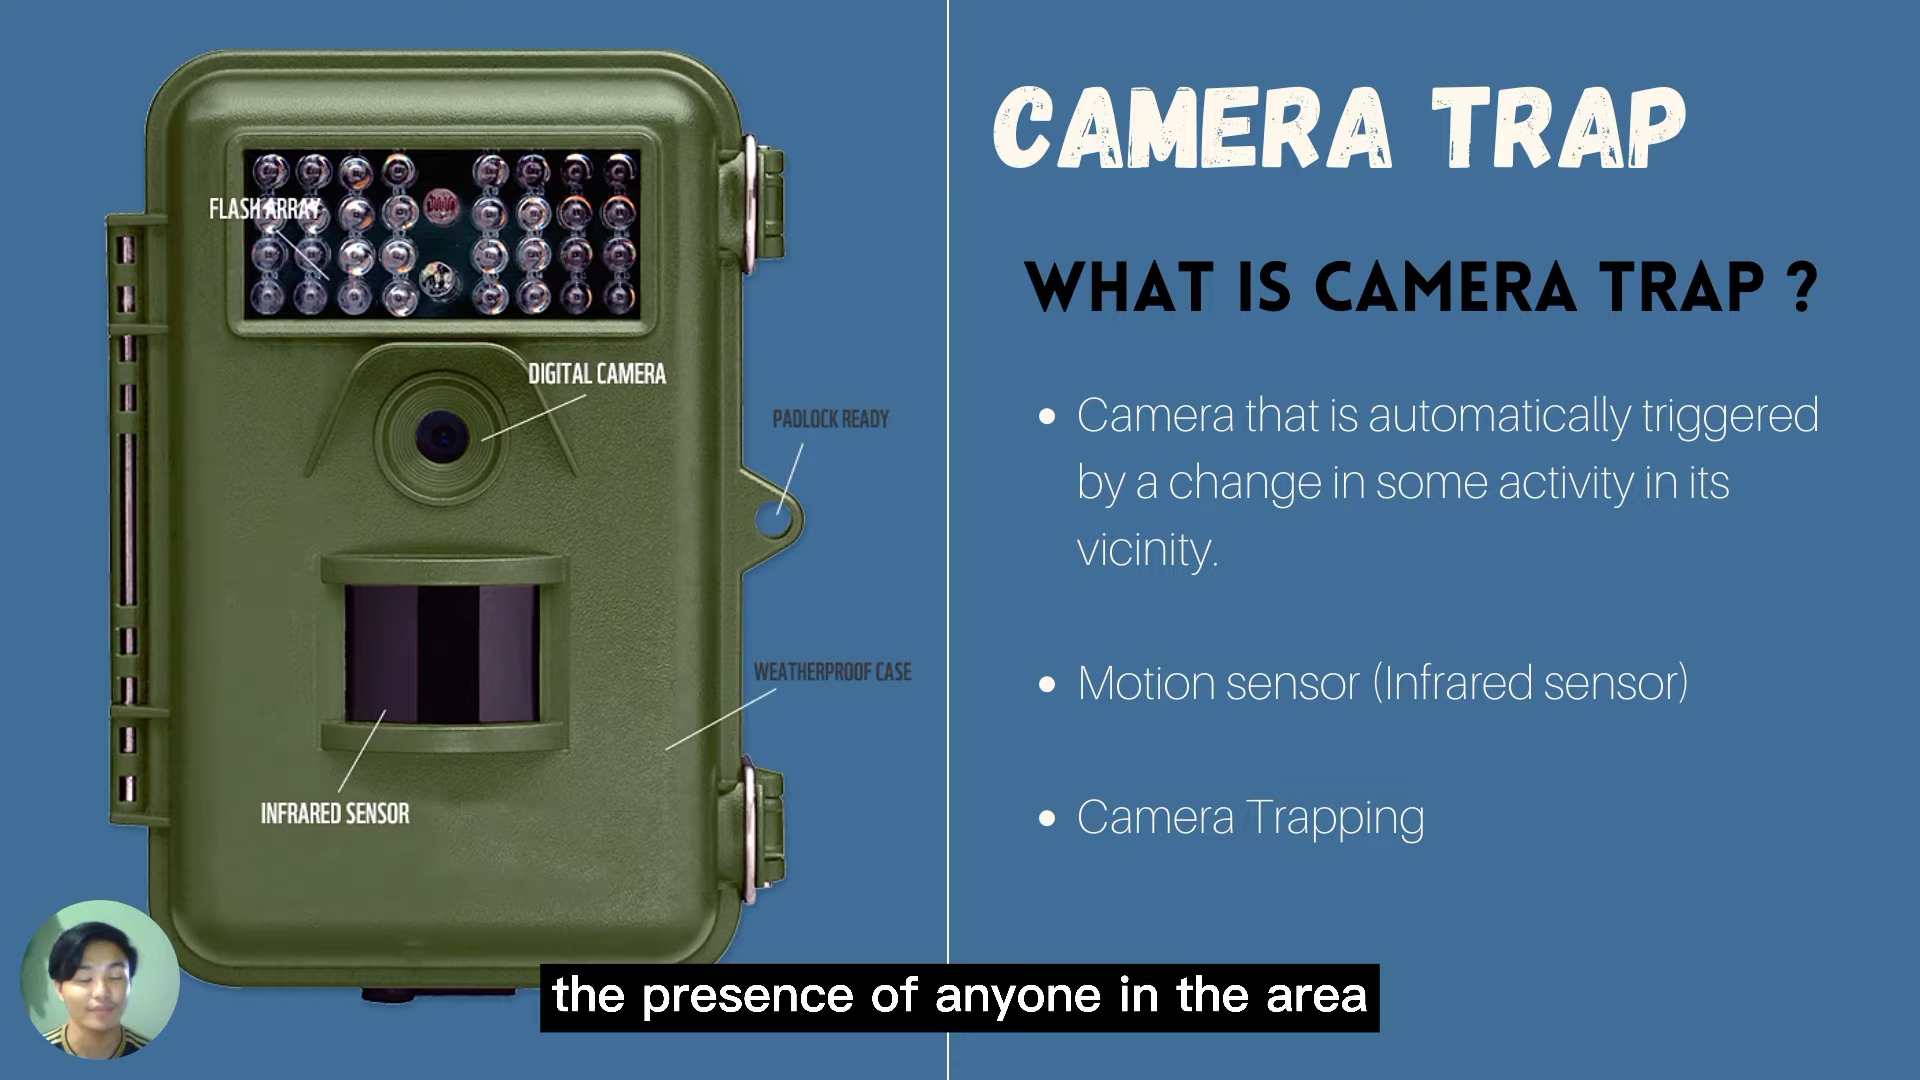 CAMERA TRAP
WHAT IS CAMERA TRAP ?
• Camera that is automatically triggered
by a change in some activity in its
vicinity.
• Motion sensor (Infrared sensor)
• Camera Trapping
FLASH ARRAY
DIGITAL CAMERA
PADLOCK READY
WEATHERPROOF CASE
INFRARED SENSOR
the presence of anyone in the area